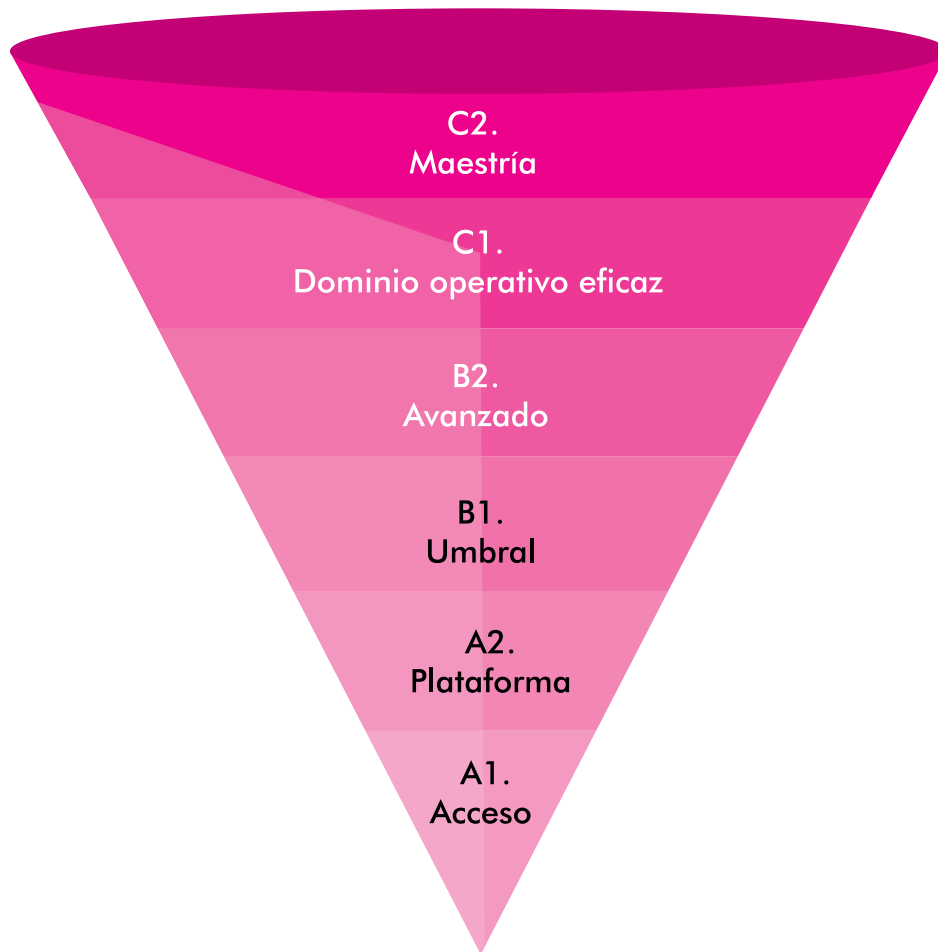 C2.
Maestría
C1.
Dominio operativo eficaz
B2.
Avanzado
B1.
Umbral
A2.
Plataforma
A1.
Acceso